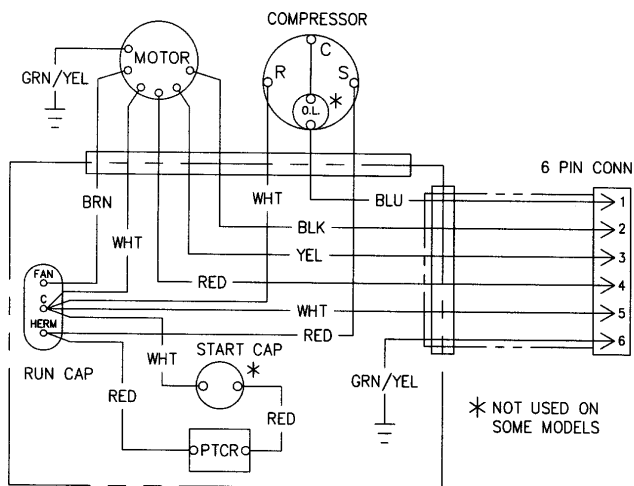 COMPRESSOR
MOTOR
C
R
S
GRN/YEL
O.L.
*
6 PIN CONN
BRN
WHT
WHT
BLU
1
BLK
2
YEL
3
FAN
RED
4
C
WHT
5
HERM
RED
6
WHT
START CAP
*
RUN CAP
GRN/YEL
RED
RED
* NOT USED ON
SOME MODELS
PTCR